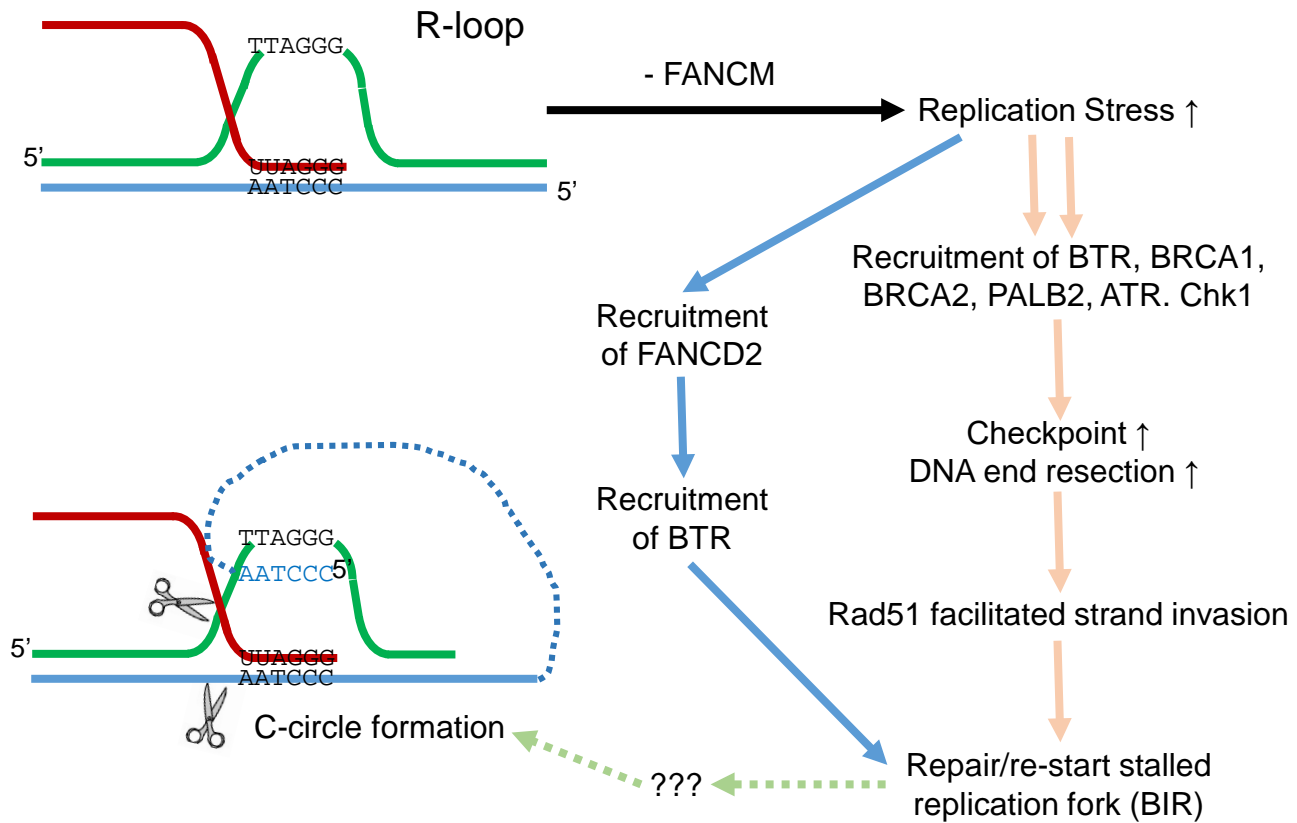 R-loop
TTAGGG
- FANCM
Replication Stress ↑
5’
UUAGGG
AATCCC
5’
Recruitment of BTR, BRCA1,
BRCA2, PALB2, ATR. Chk1
Recruitment
of FANCD2
Checkpoint ↑
DNA end resection ↑
Recruitment
of BTR
TTAGGG
AATCCC
5’
Rad51 facilitated strand invasion
5’
UUAGGG
AATCCC
C-circle formation
???
Repair/re-start stalled
replication fork (BIR)